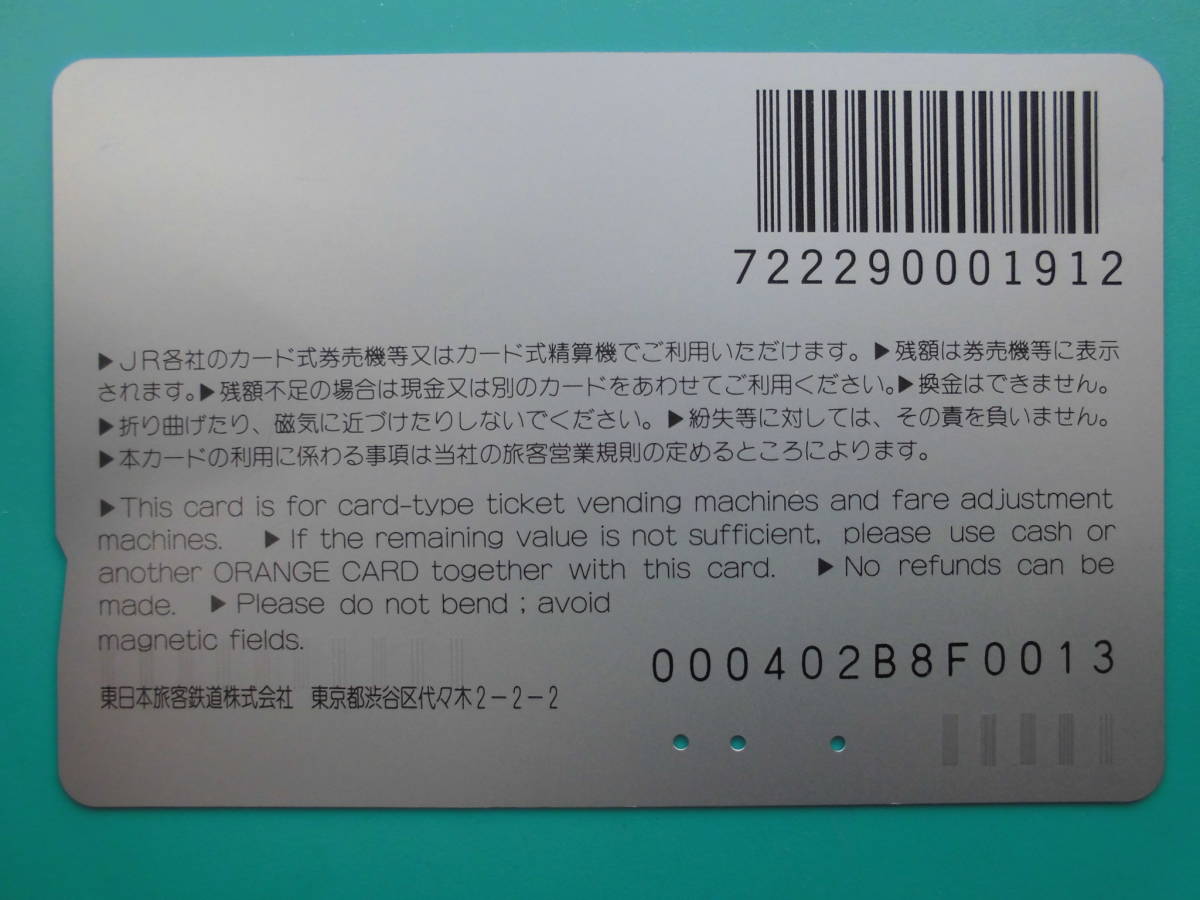 722290001912
▶JR各社のカード式券売機等又はカード式精算機でご利用いただけます。▶残額は券売機等に表示
されます。▶残額不足の場合は現金又は別のカードをあわせてご利用ください。▶換金はできません。
▶折り曲げたり、磁気に近づけたりしないでください。▶紛失等に対しては、その責を負いません。
▶本カードの利用に係わる事項は当社の旅客営業規則の定めるところによります。
▶This card is for card-type ticket vending machines and fare adjustment
machines. ▶If the remaining value is not sufficient, please use cash or
another ORANGE CARD together with this card. ▶No refunds can be
made. ▶Please do not bend ; avoid
magnetic fields.
000402B8F0013
東日本旅客鉄道株式会社 東京都渋谷区代々木2-2-2